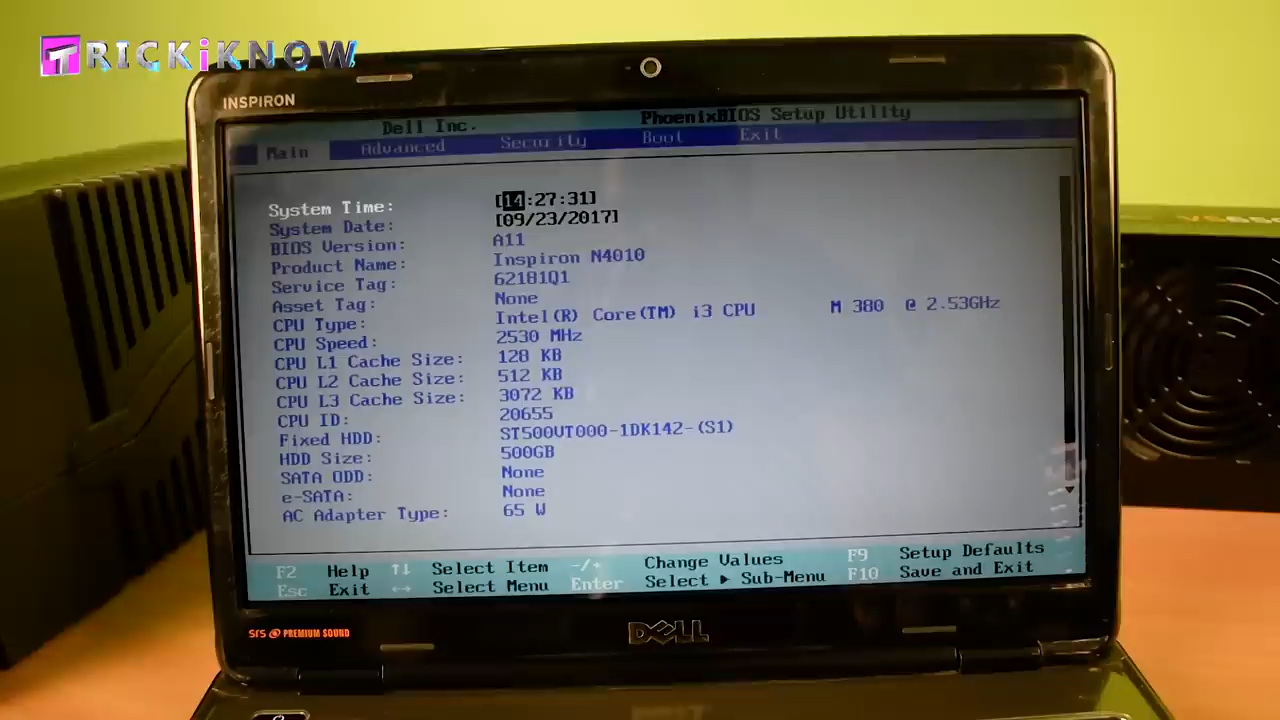 TRICKiKNOW
INSPIRON
Dell Inc. PhoenixBIOS Setup Utility
Main Advanced Security Boot Exit
System Time: [14:27:31]
System Date: [09/23/2017]
BIOS Version: A11
Product Name: Inspiron N4010
Service Tag: 62181Q1
Asset Tag: None
CPU Type: Intel(R) Core(TM) i3 CPU M 380 @ 2.53GHz
CPU Speed: 2530 MHz
CPU L1 Cache Size: 128 KB
CPU L2 Cache Size: 512 KB
CPU L3 Cache Size: 3072 KB
CPU ID: 20655
Fixed HDD: ST500VT000-1DK142-(S1)
HDD Size: 500GB
SATA ODD: None
e-SATA: None
AC Adapter Type: 65 W
F2 Help ↑↓ Select Item -/+ Change Values F9 Setup Defaults
Esc Exit ↔ Select Menu Enter Select ▶ Sub-Menu F10 Save and Exit
SRS PREMIUM SOUND
DELL